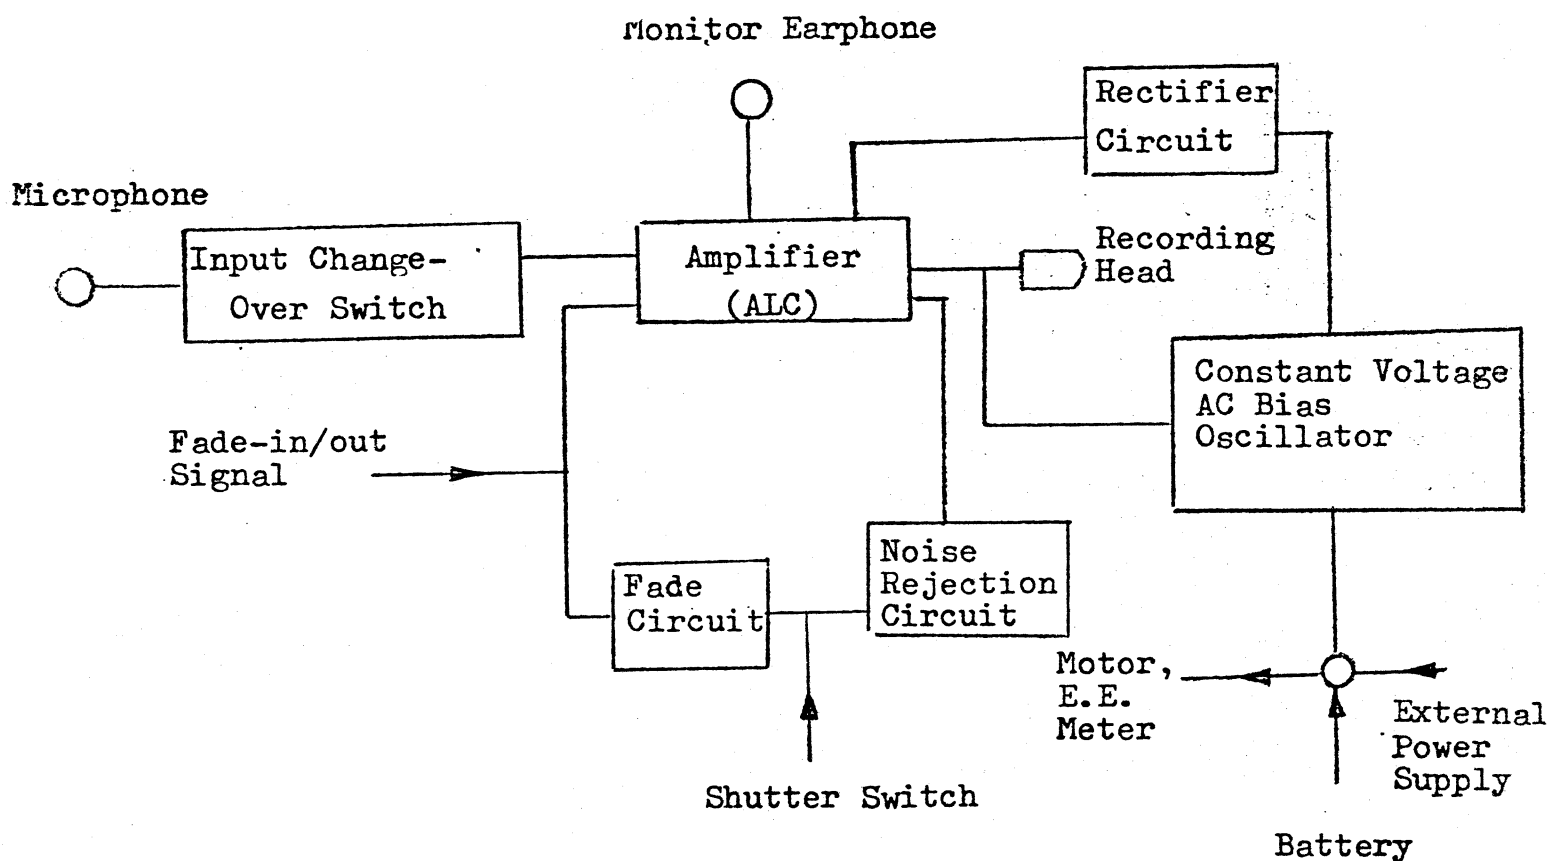 Monitor Earphone
Rectifier
Circuit
Microphone
Input Change-
Over Switch
Amplifier
(ALC)
Recording
Head
Constant Voltage
AC Bias
Oscillator
Fade-in/out
Signal
Fade
Circuit
Noise
Rejection
Circuit
Motor,
E.E.
Meter
External
Power
Supply
Shutter Switch
Battery